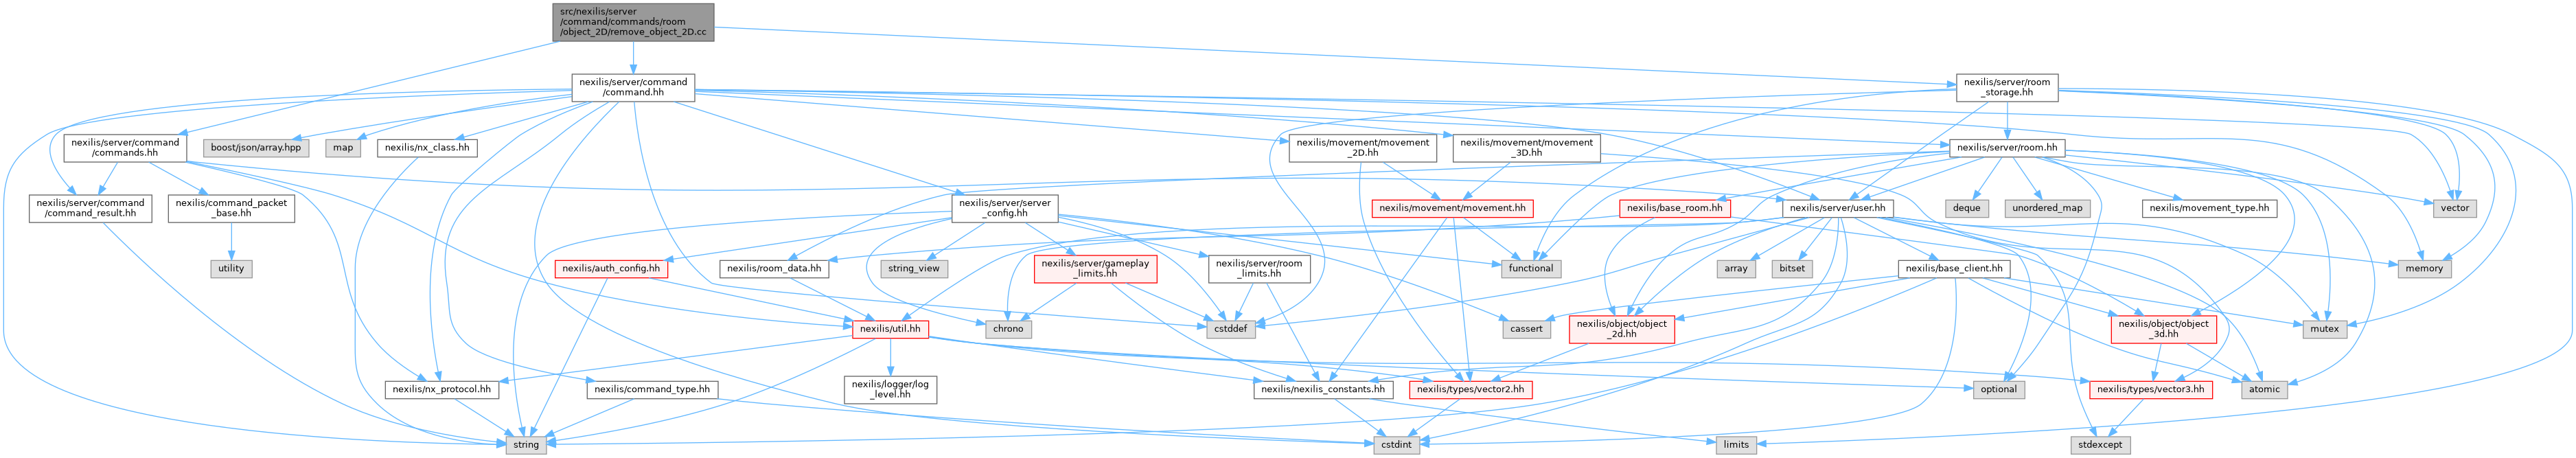 src/nexilis/server
/command/commands/room
/object_2D/remove_object_2D.cc
nexilis/server/command
/command.hh
nexilis/server/room
_storage.hh
nexilis/server/command
/commands.hh
boost/json/array.hpp
map
nexilis/nx_class.hh
nexilis/movement/movement
_2D.hh
nexilis/movement/movement
_3D.hh
nexilis/server/room.hh
nexilis/server/command
/command_result.hh
nexilis/command_packet
_base.hh
nexilis/server/server
_config.hh
nexilis/movement/movement.hh
nexilis/base_room.hh
nexilis/server/user.hh
deque
unordered_map
nexilis/movement_type.hh
vector
utility
nexilis/auth_config.hh
nexilis/room_data.hh
string_view
nexilis/server/gameplay
_limits.hh
nexilis/server/room
_limits.hh
functional
array
bitset
nexilis/base_client.hh
memory
nexilis/util.hh
chrono
cstddef
cassert
nexilis/object/object
_2d.hh
nexilis/object/object
_3d.hh
mutex
nexilis/nx_protocol.hh
nexilis/command_type.hh
nexilis/logger/log
_level.hh
nexilis/nexilis_constants.hh
nexilis/types/vector2.hh
optional
nexilis/types/vector3.hh
atomic
string
cstdint
limits
stdexcept